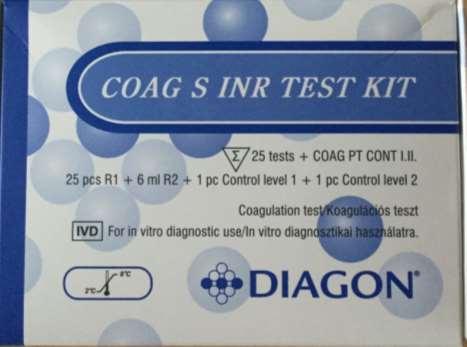 COAG S INR TEST KIT
Σ 25 tests + COAG PT CONT I.II.
25 pcs R1 + 6 ml R2 + 1 pc Control level 1 + 1 pc Control level 2
Coagulation test/Koagulációs teszt
IVD For in vitro diagnostic use/In vitro diagnosztikai használatra.
8°C
2°C
DIAGON®